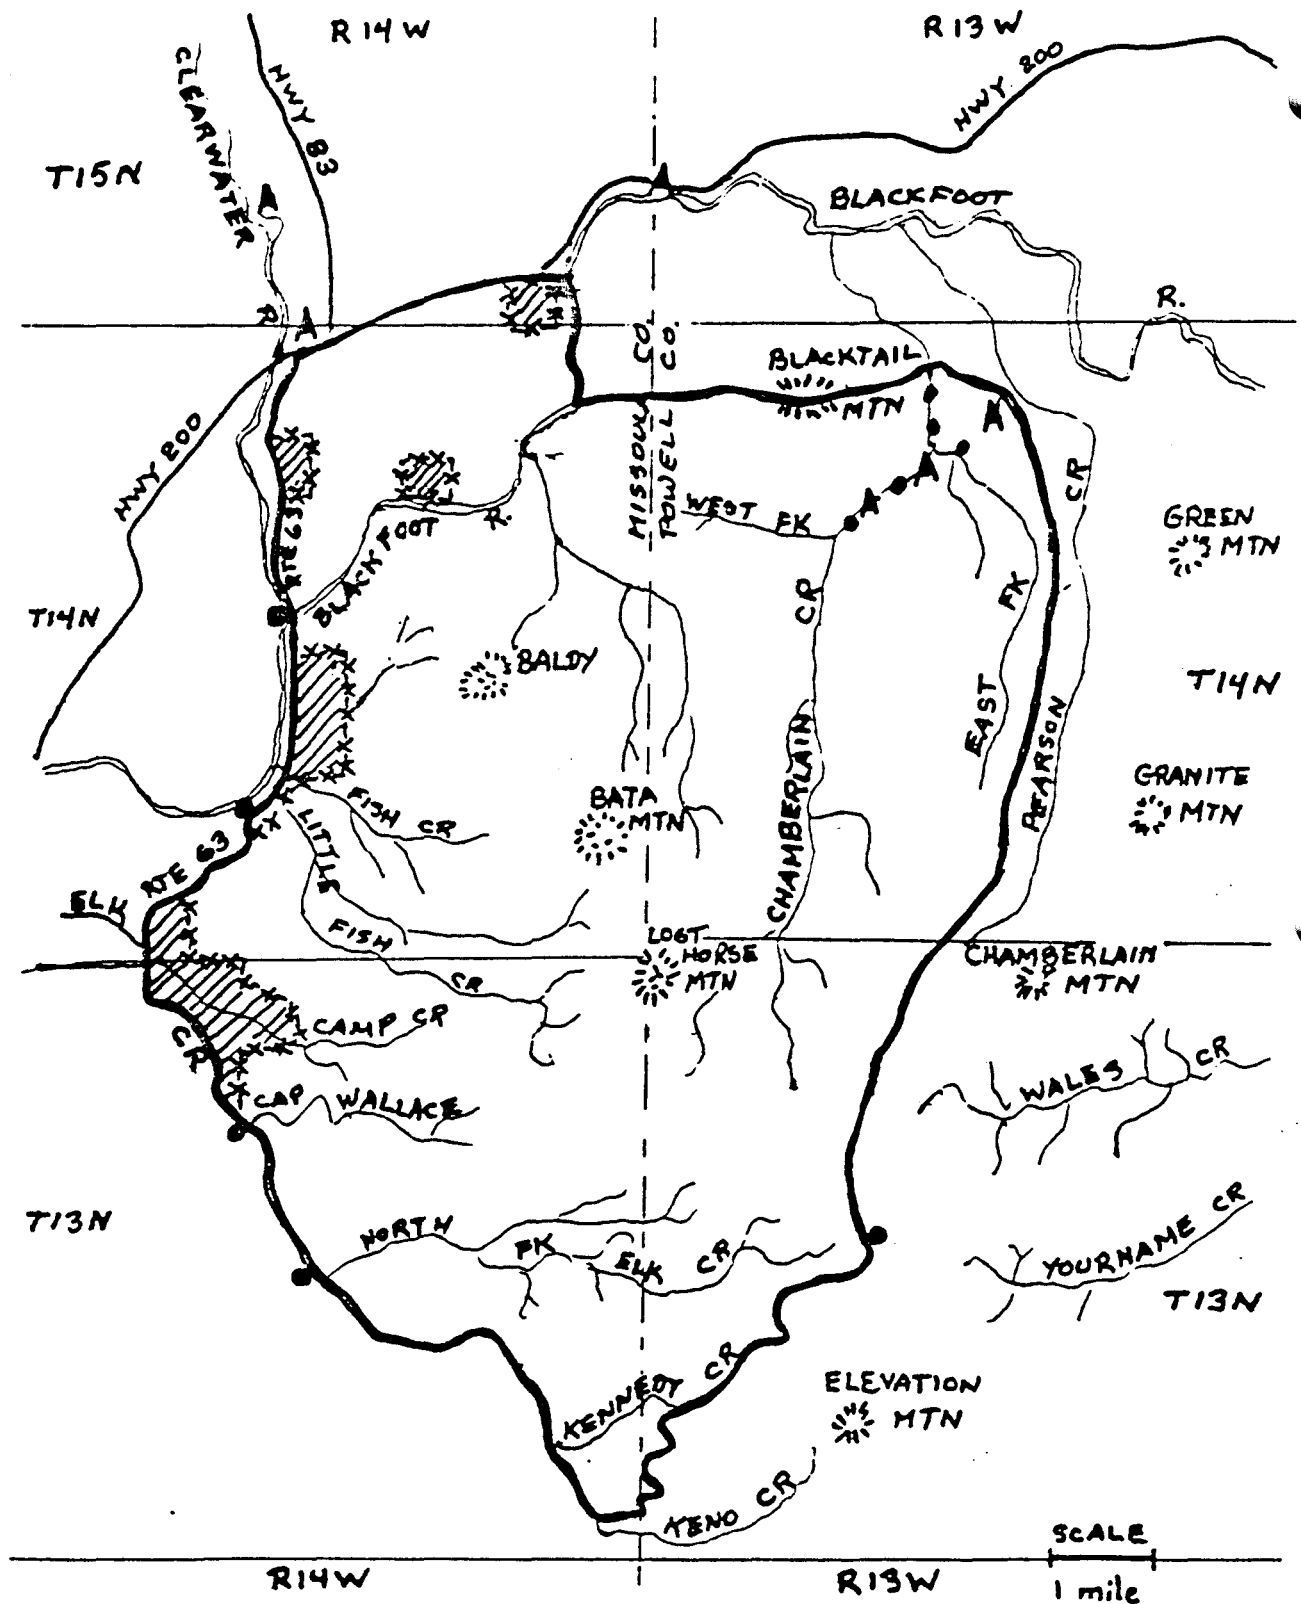 R 14 W
R 13 W
HWY 200
HWY 83
CLEARWATER
R
T15N
BLACKFOOT
R.
MISSOULA CO
POWELL CO.
BLACKTAIL
MTN
HWY 200
RTE 63
BLACKFOOT
R.
WEST FK
CR
GREEN
MTN
T14N
CR
FK
BALDY
T14N
EAST
PEARSON
GRANITE
MTN
BATA
MTN
CHAMBERLAIN
FISH
CR
LITTLE
RTE 63
ELK
FISH
CR
LOST
HORSE
MTN
CHAMBERLAIN
MTN
CAMP CR
CR
CAP WALLACE
WALES
CR
T13N
NORTH
FK
ELK
CR
YOURNAME CR
T13N
KENNEDY CR
ELEVATION
MTN
KENO CR
SCALE
1 mile
R14W
R13W